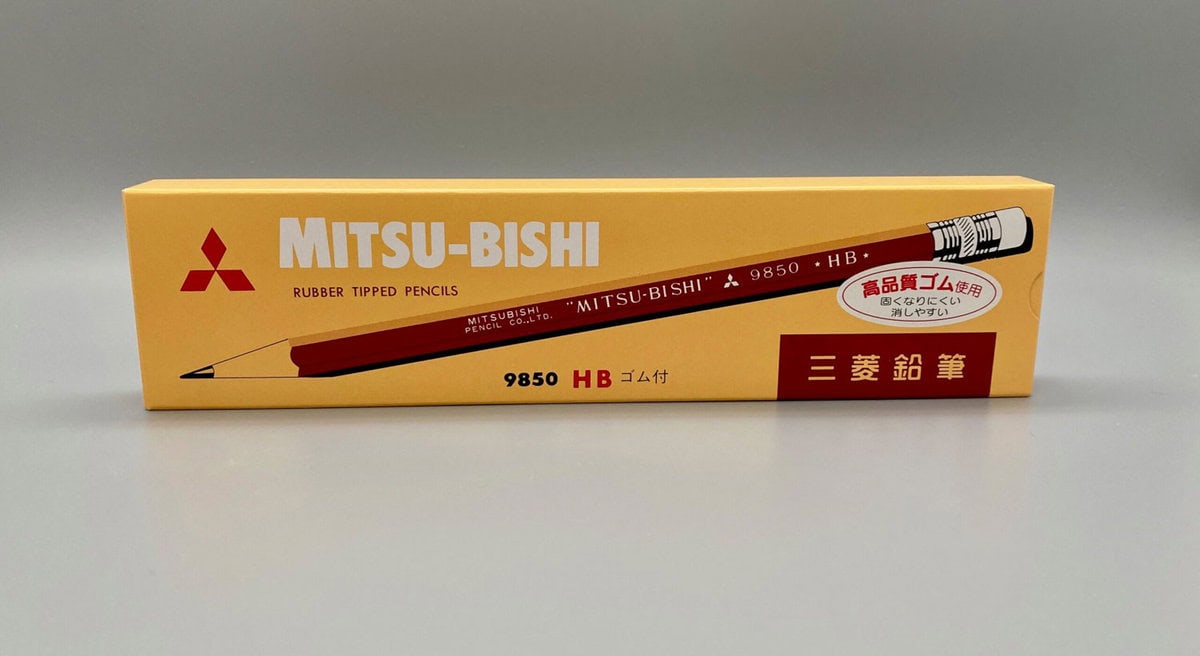 MITSU-BISHI
RUBBER TIPPED PENCILS
MITSUBISHI
PENCIL CO.,LTD.
"MITSU-BISHI" 9850 ★HB★
高品質ゴム使用
固くなりにくい
消しやすい
9850 HB ゴム付
三菱鉛筆